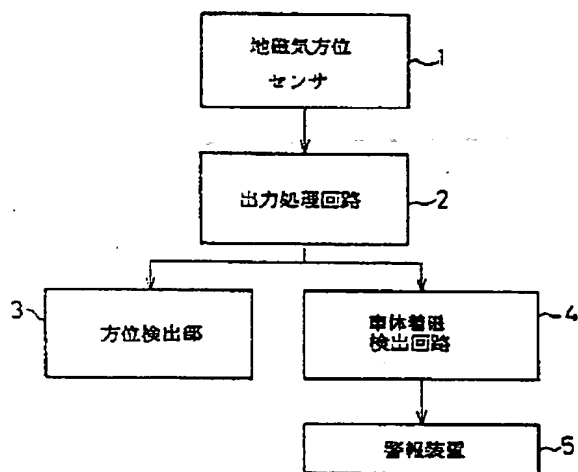 地磁気方位
センサ
1
出力処理回路
2
3
方位検出部
車体着磁
検出回路
4
警報装置
5